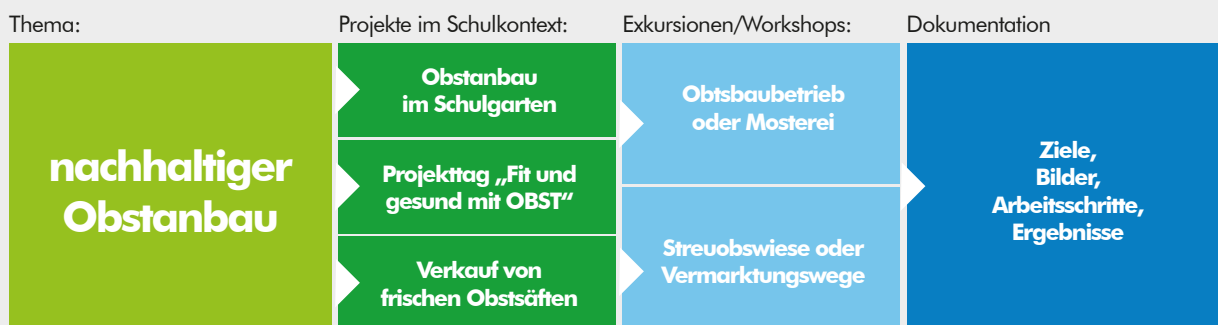 Thema:
nachhaltiger
Obstanbau
Projekte im Schulkontext:
Obstanbau
im Schulgarten
Projekttag „Fit und
gesund mit OBST“
Verkauf von
frischen Obstsäften
Exkursionen/Workshops:
Obtsbaubetrieb
oder Mosterei
Streuobswiese oder
Vermarktungswege
Dokumentation
Ziele,
Bilder,
Arbeitsschritte,
Ergebnisse